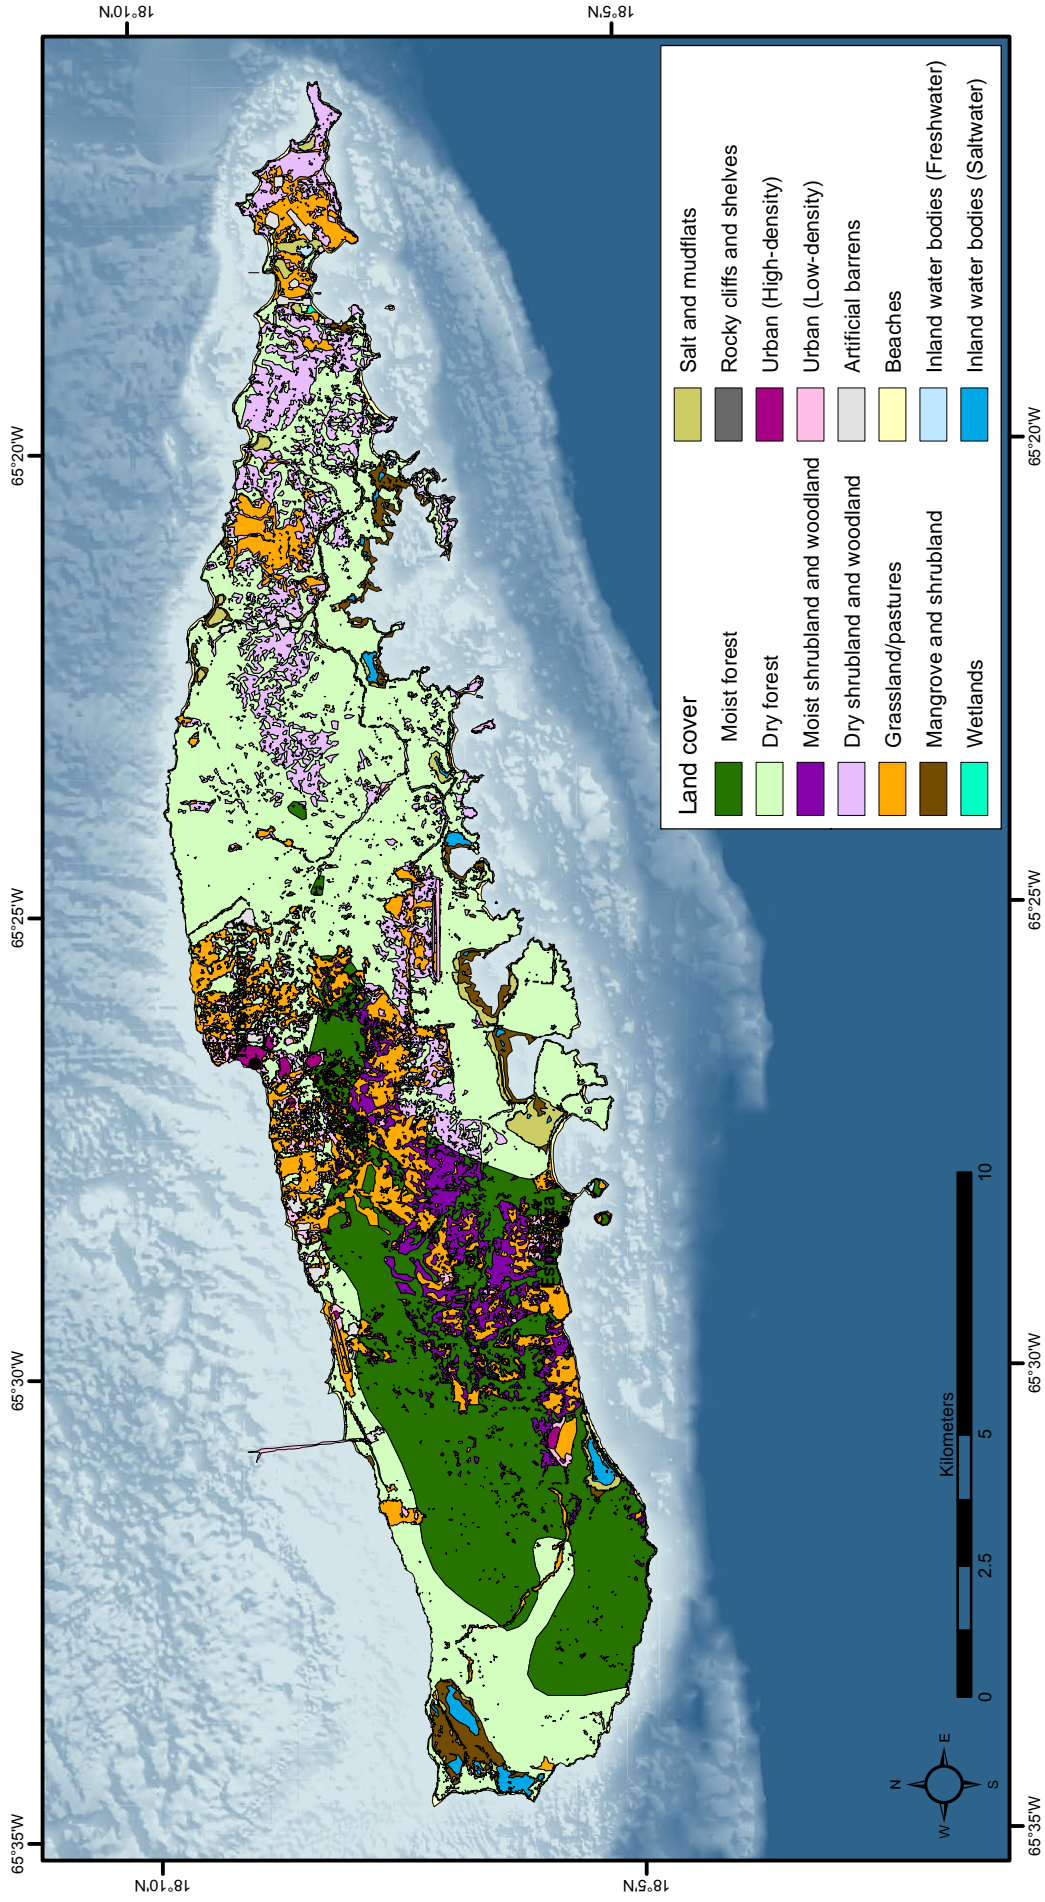 65°35'W
65°30'W
65°25'W
65°20'W
18°10'N
18°10'N
18°5'N
18°5'N
Land cover
Moist forest
Dry forest
Moist shrubland and woodland
Dry shrubland and woodland
Grassland/pastures
Mangrove and shrubland
Wetlands
Salt and mudflats
Rocky cliffs and shelves
Urban (High-density)
Urban (Low-density)
Artificial barrens
Beaches
Inland water bodies (Freshwater)
Inland water bodies (Saltwater)
Kilometers
0
2.5
5
10
N
W
E
S
65°35'W
65°30'W
65°25'W
65°20'W